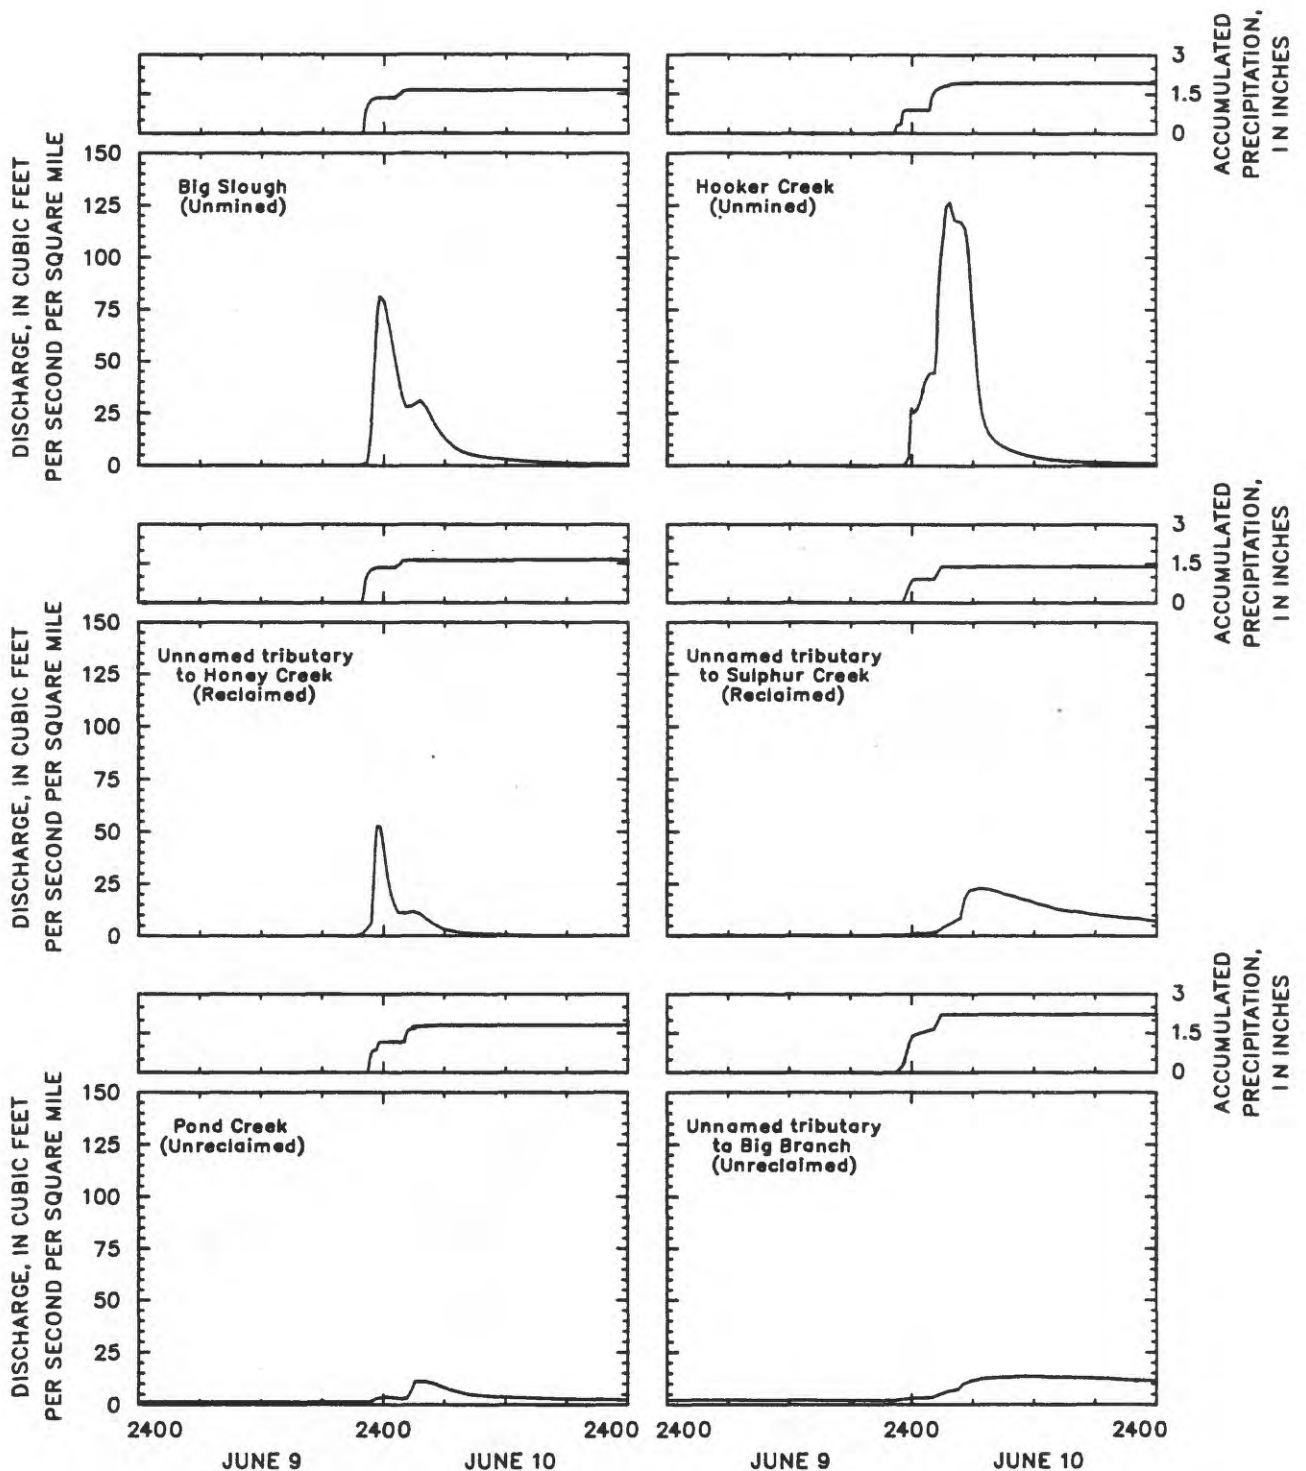 ACCUMULATED
PRECIPITATION,
IN INCHES
3
1.5
0
DISCHARGE, IN CUBIC FEET
PER SECOND PER SQUARE MILE
150
125
100
75
50
25
0
Big Slough
(Unmined)
Hooker Creek
(Unmined)
ACCUMULATED
PRECIPITATION,
IN INCHES
3
1.5
0
DISCHARGE, IN CUBIC FEET
PER SECOND PER SQUARE MILE
150
125
100
75
50
25
0
Unnamed tributary
to Honey Creek
(Reclaimed)
Unnamed tributary
to Sulphur Creek
(Reclaimed)
ACCUMULATED
PRECIPITATION,
IN INCHES
3
1.5
0
DISCHARGE, IN CUBIC FEET
PER SECOND PER SQUARE MILE
150
125
100
75
50
25
0
Pond Creek
(Unreclaimed)
Unnamed tributary
to Big Branch
(Unreclaimed)
2400 2400 2400 2400 2400 2400
JUNE 9 JUNE 10 JUNE 9 JUNE 10